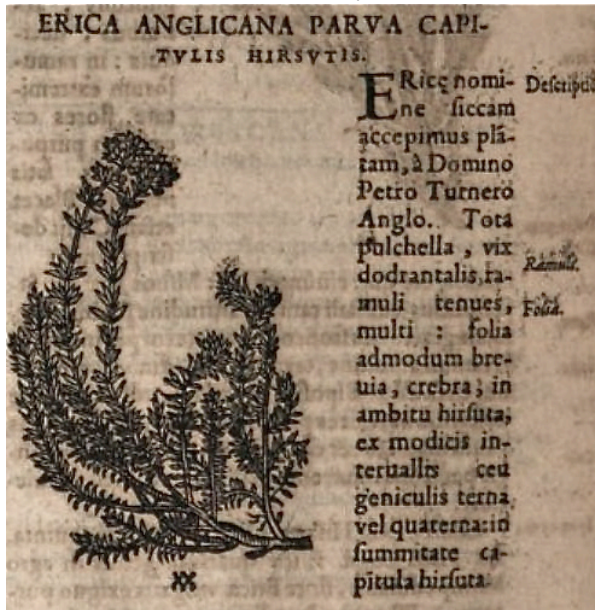 ERICA ANGLICANA PARVA CAPI-
TVLIS HIRSVTIS.
ERicę nomi-
ne siccam
accepimus plã-
tam, à Domino
Petro Turnero
Anglo. Tota
pulchella, vix
dodrantalis, ra-
muli tenues,
multi : folia
admodum bre-
uia, crebra; in
ambitu hirsuta,
ex modicis in-
teruallis ceu
geniculis terna
vel quaterna: in
summitate ca-
pitula hirsuta
Descriptio
Ramuli.
Folia.